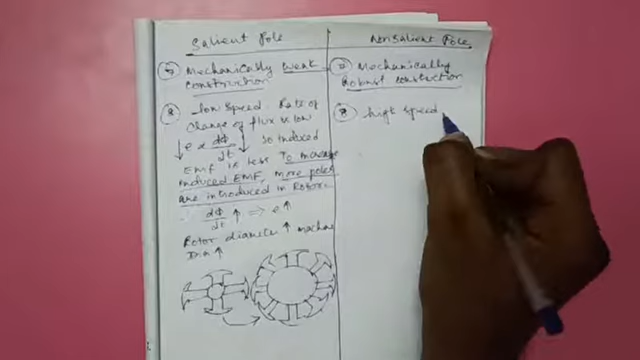 Salient Pole
① Mechanically weak
construction
② Low speed. Rate of
change of flux is low
↓ e ∝ dΦ/dt ↓ so induced
EMF is less To increase
induced EMF, more poles
are introduced in Rotor.
∴ dΦ/dt ↑ => e ↑
Rotor diameter ↑ machine
Dia ↑
Non Salient Pole
① Mechanically
Robust construction
② high speed